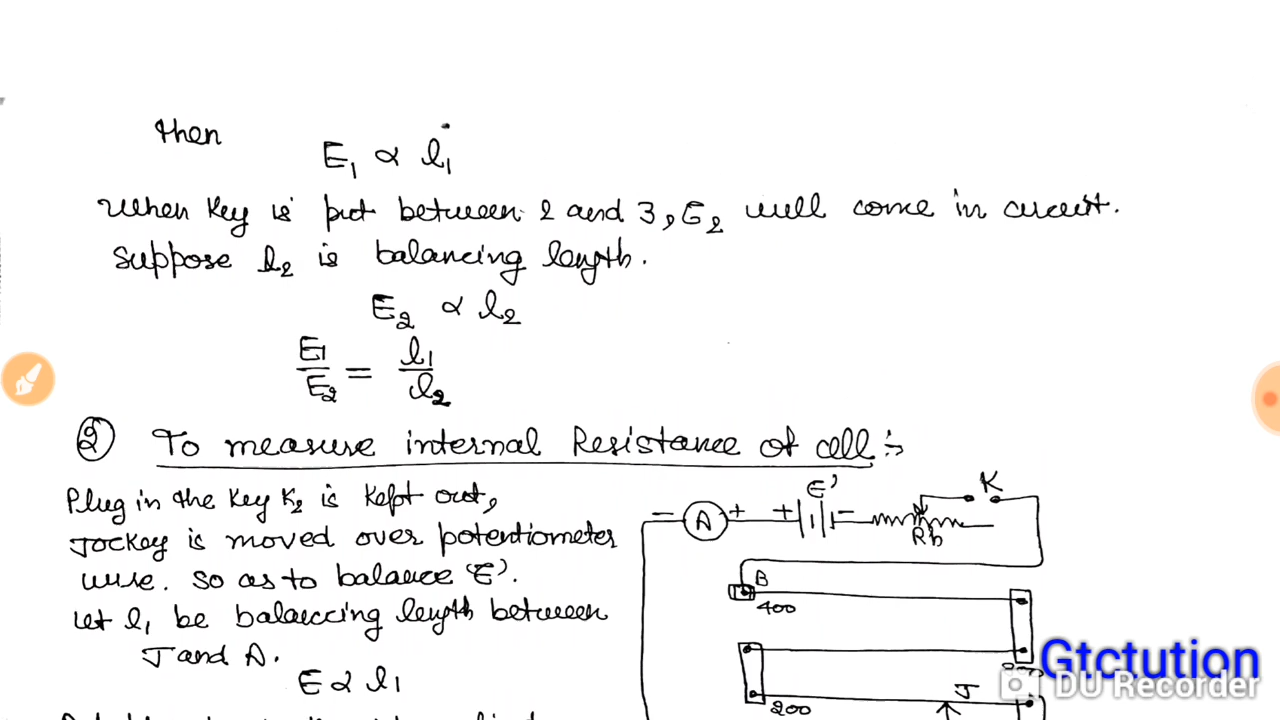 then
E₁ ∝ l₁
When Key is put between 2 and 3, E₂ will come in circuit.
Suppose l₂ is balancing length.
E₂ ∝ l₂
E₁/E₂ = l₁/l₂
② To measure internal Resistance of cell :-
Plug in the Key K₂ is kept out,
Jockey is moved over potentiometer
wire. So as to balance 'E'.
Let l₁ be balancing length between
J and A.
E ∝ l₁
E' K
- A + + -
Rh
B
400
J
200
Gtctution
DU Recorder